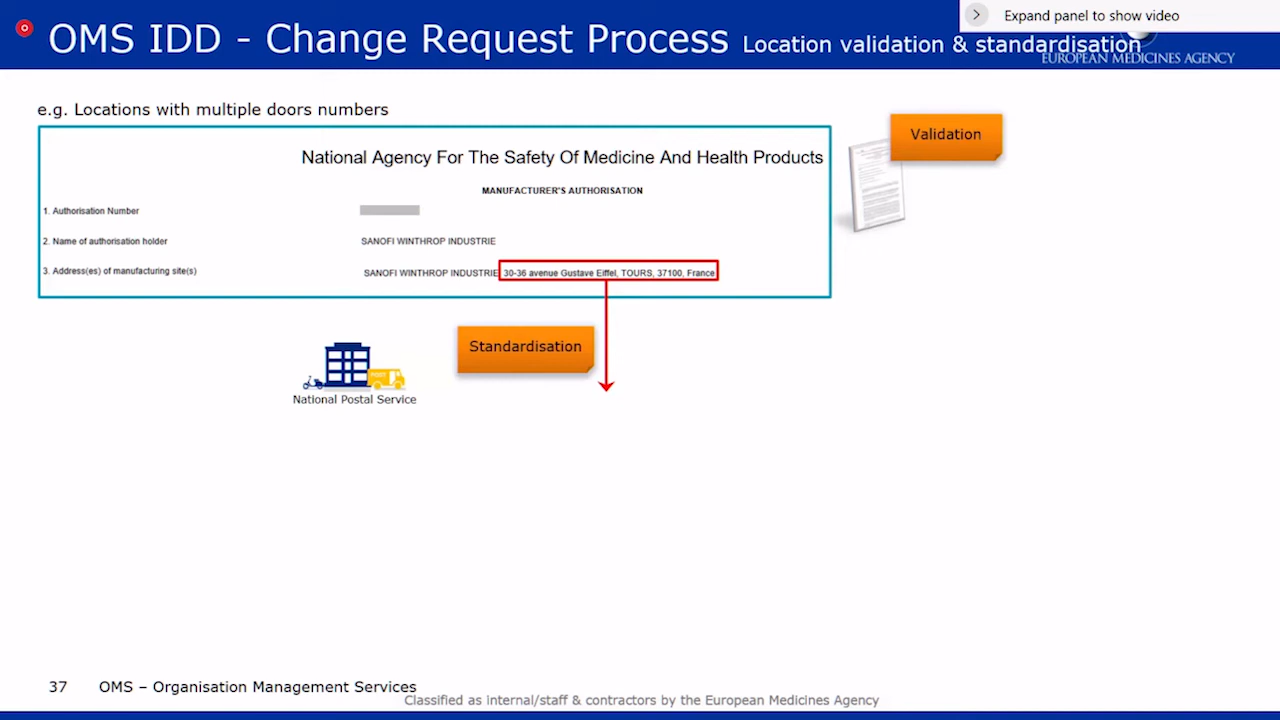 Expand panel to show video
OMS IDD - Change Request Process Location validation & standardisation
EUROPEAN MEDICINES AGENCY
e.g. Locations with multiple doors numbers
Validation
National Agency For The Safety Of Medicine And Health Products
MANUFACTURER'S AUTHORISATION
1. Authorisation Number
2. Name of authorisation holder SANOFI WINTHROP INDUSTRIE
3. Address(es) of manufacturing site(s) SANOFI WINTHROP INDUSTRIE 30-36 avenue Gustave Eiffel, TOURS, 37100, France
Standardisation
National Postal Service
37 OMS – Organisation Management Services
Classified as internal/staff & contractors by the European Medicines Agency